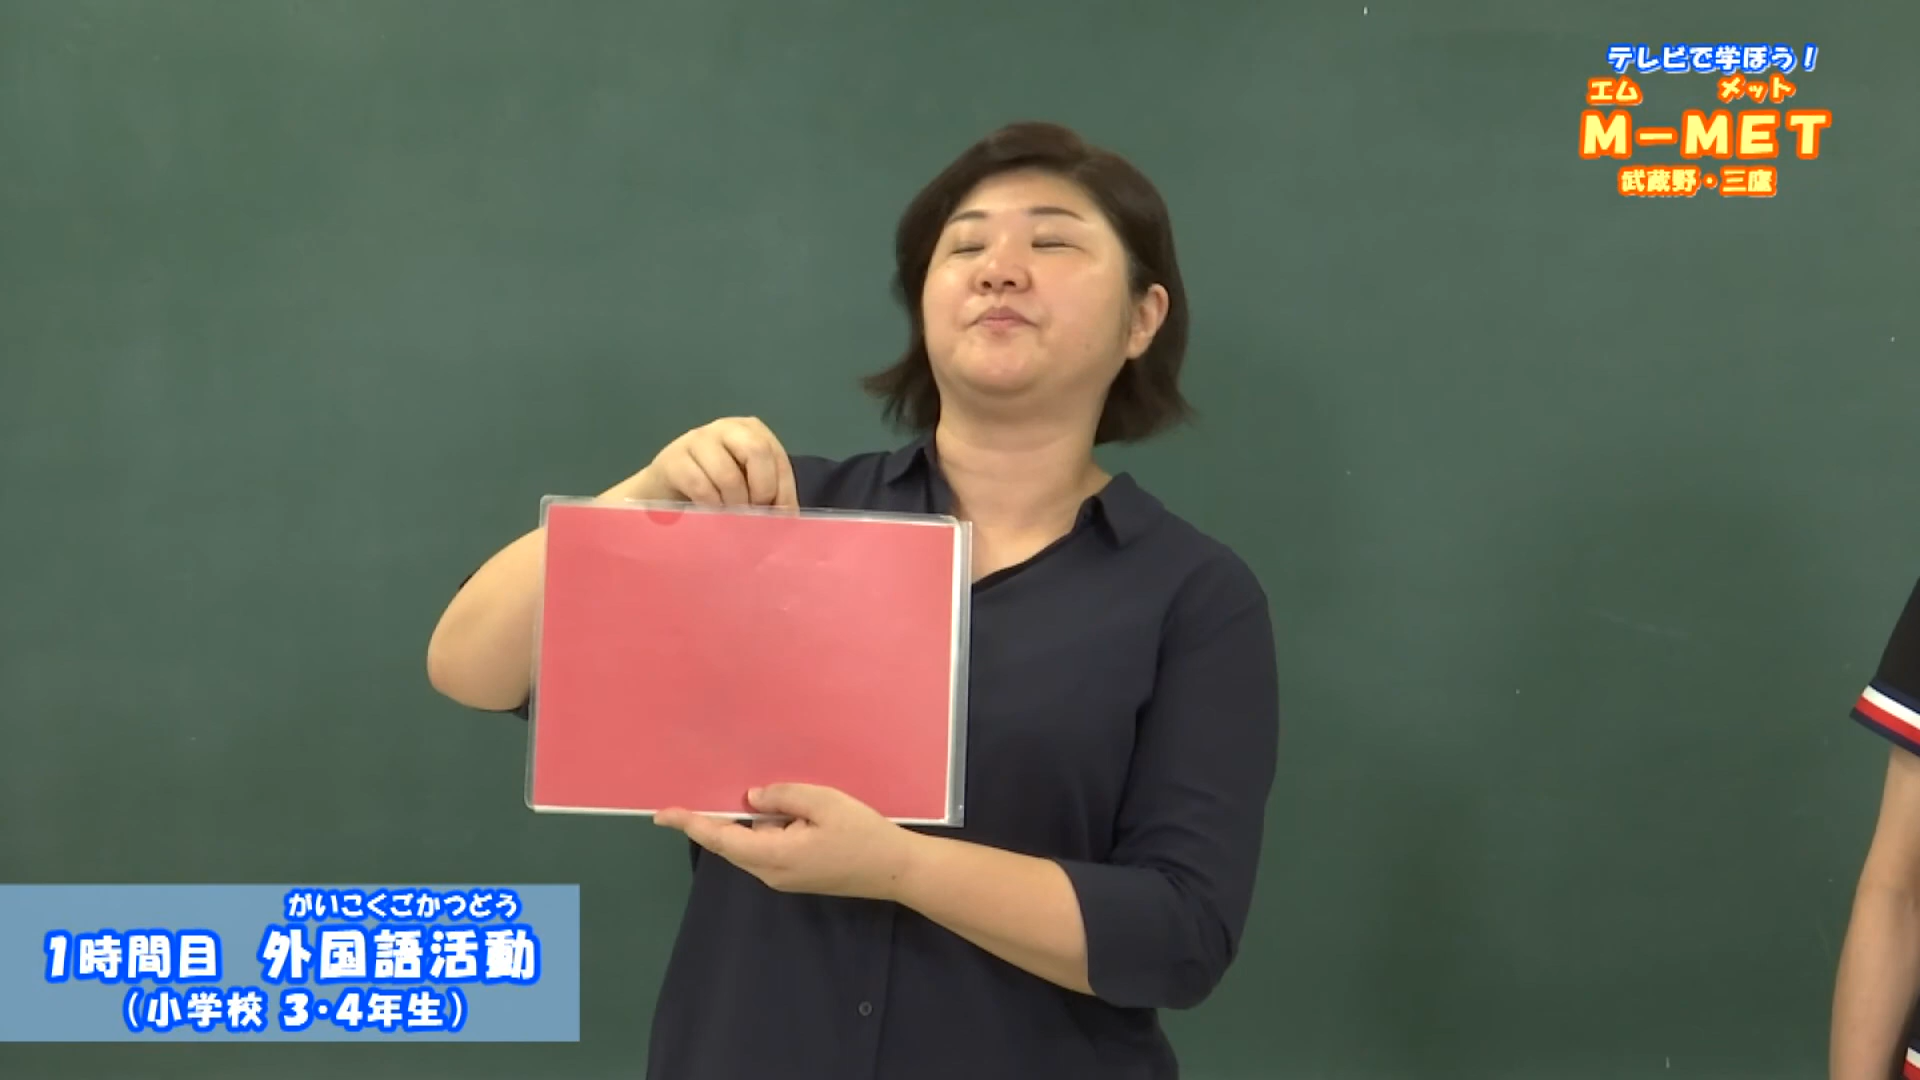 テレビで学ぼう！
エム メット
M-MET
武蔵野・三鷹
がいこくごかつどう
1時間目 外国語活動
（小学校 3・4年生）